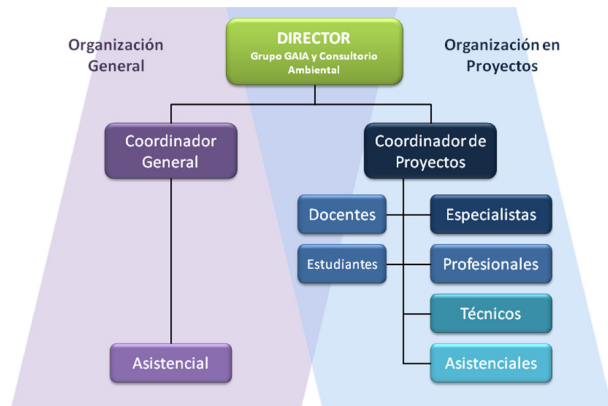 Organización
General
DIRECTOR
Grupo GAIA y Consultorio
Ambiental
Organización en
Proyectos
Coordinador
General
Coordinador de
Proyectos
Docentes
Especialistas
Estudiantes
Profesionales
Técnicos
Asistencial
Asistenciales